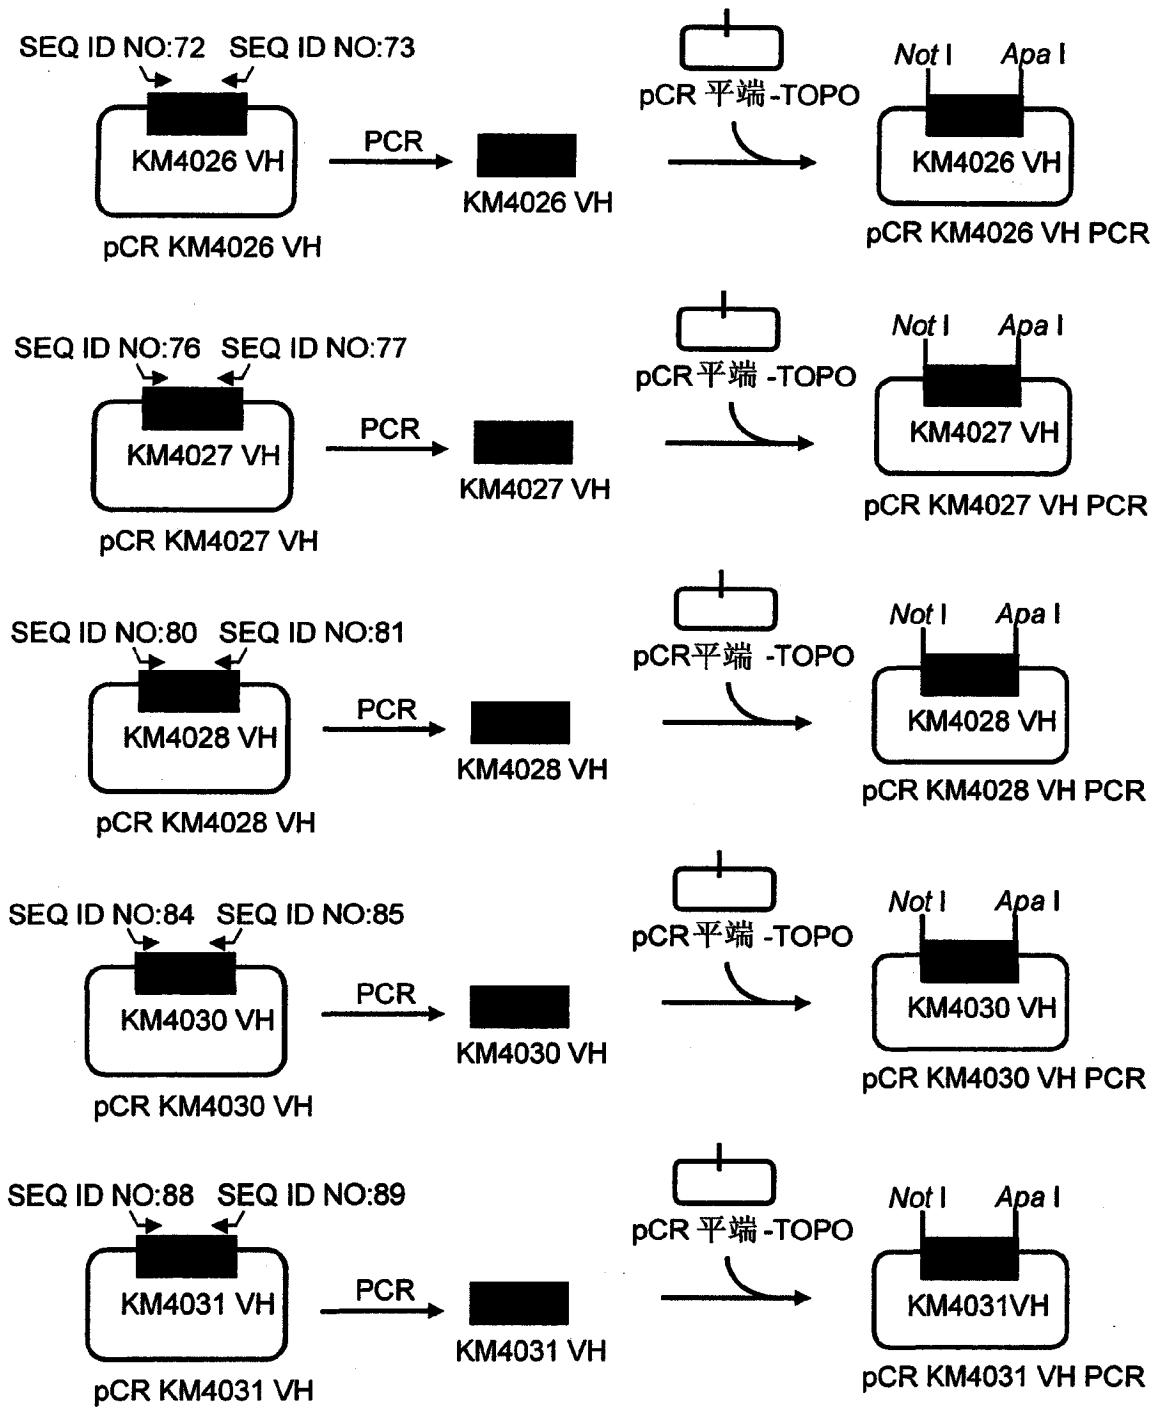 SEQ ID NO:72 SEQ ID NO:73
pCR 平端-TOPO
Not I Apa I
KM4026 VH
PCR
KM4026 VH
KM4026 VH
pCR KM4026 VH
pCR KM4026 VH PCR
SEQ ID NO:76 SEQ ID NO:77
pCR平端 -TOPO
Not I Apa I
KM4027 VH
PCR
KM4027 VH
KM4027 VH
pCR KM4027 VH
pCR KM4027 VH PCR
SEQ ID NO:80 SEQ ID NO:81
pCR平端 -TOPO
Not I Apa I
KM4028 VH
PCR
KM4028 VH
KM4028 VH
pCR KM4028 VH
pCR KM4028 VH PCR
SEQ ID NO:84 SEQ ID NO:85
pCR平端 -TOPO
Not I Apa I
KM4030 VH
PCR
KM4030 VH
KM4030 VH
pCR KM4030 VH
pCR KM4030 VH PCR
SEQ ID NO:88 SEQ ID NO:89
pCR 平端-TOPO
Not I Apa I
KM4031 VH
PCR
KM4031 VH
KM4031VH
pCR KM4031 VH
pCR KM4031 VH PCR